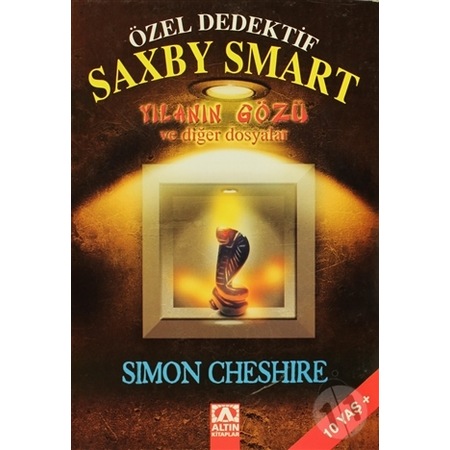 ÖZEL DEDEKTİF
SAXBY SMART
YILANIN GÖZÜ
ve diğer dosyalar
SIMON CHESHIRE
ALTIN
KİTAPLAR
10 YAŞ +